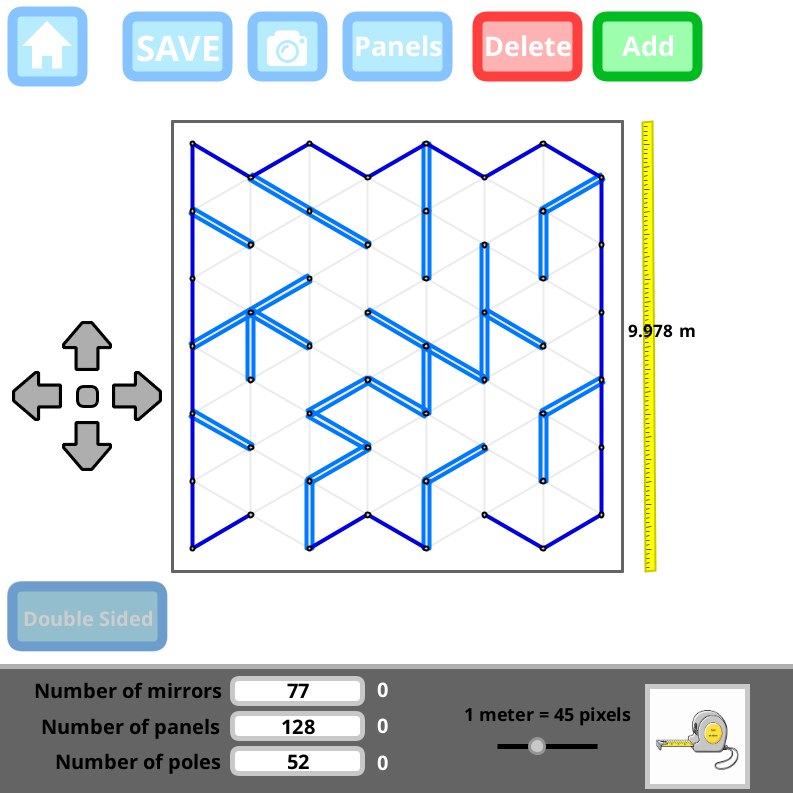 SAVE
Panels
Delete
Add
9.978 m
Double Sided
Number of mirrors 77 0
1 meter = 45 pixels
Number of panels 128 0
Number of poles 52 0